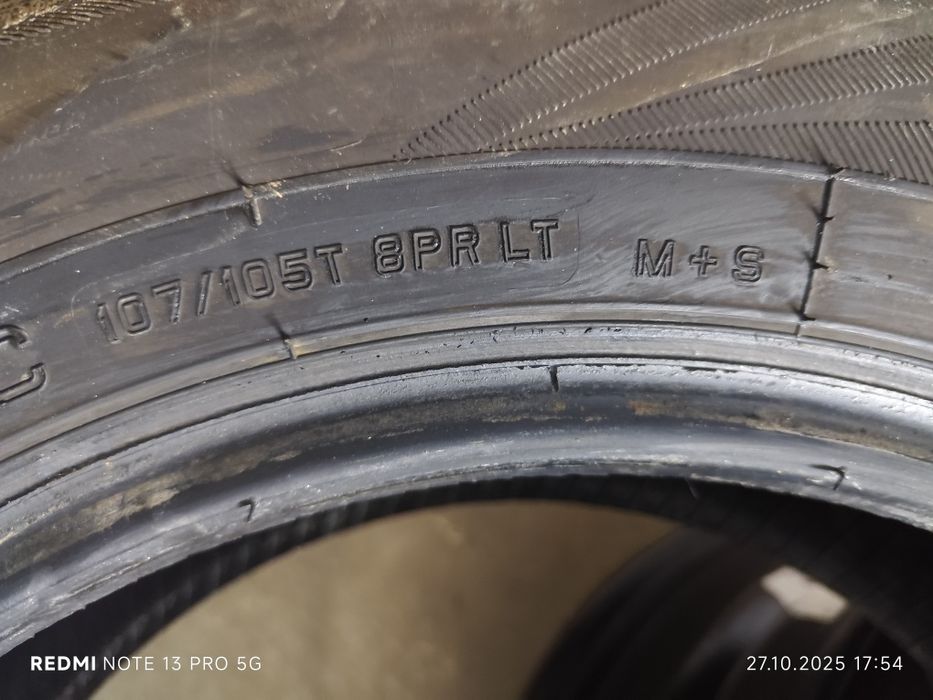 C 107/105T 8PR LT M+S
REDMI NOTE 13 PRO 5G
27.10.2025 17:54